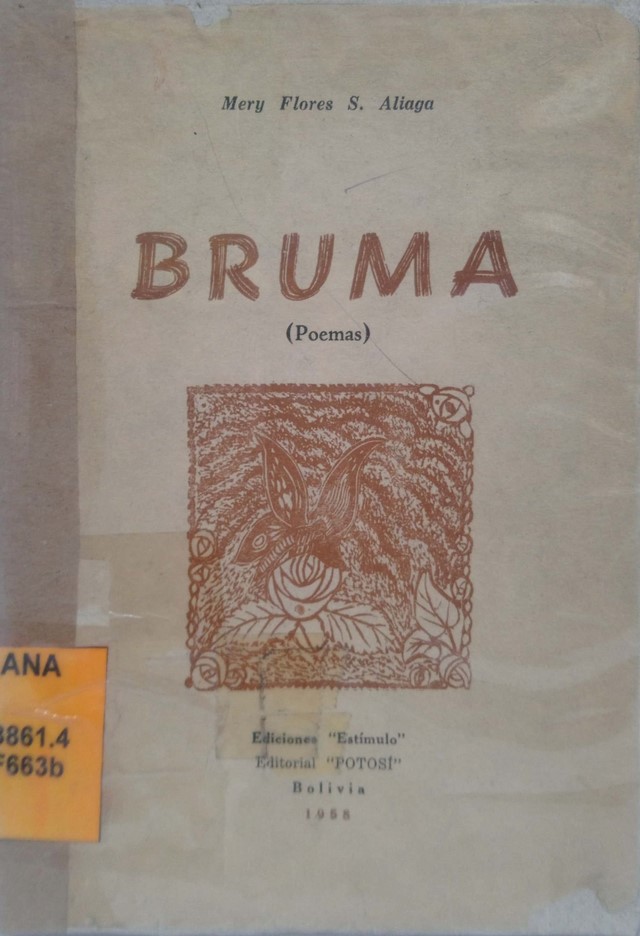 Mery Flores S. Aliaga
BRUMA
(Poemas)
Ediciones "Estímulo"
Editorial "POTOSÍ"
Bolivia
1958
ANA
861.4
F663b